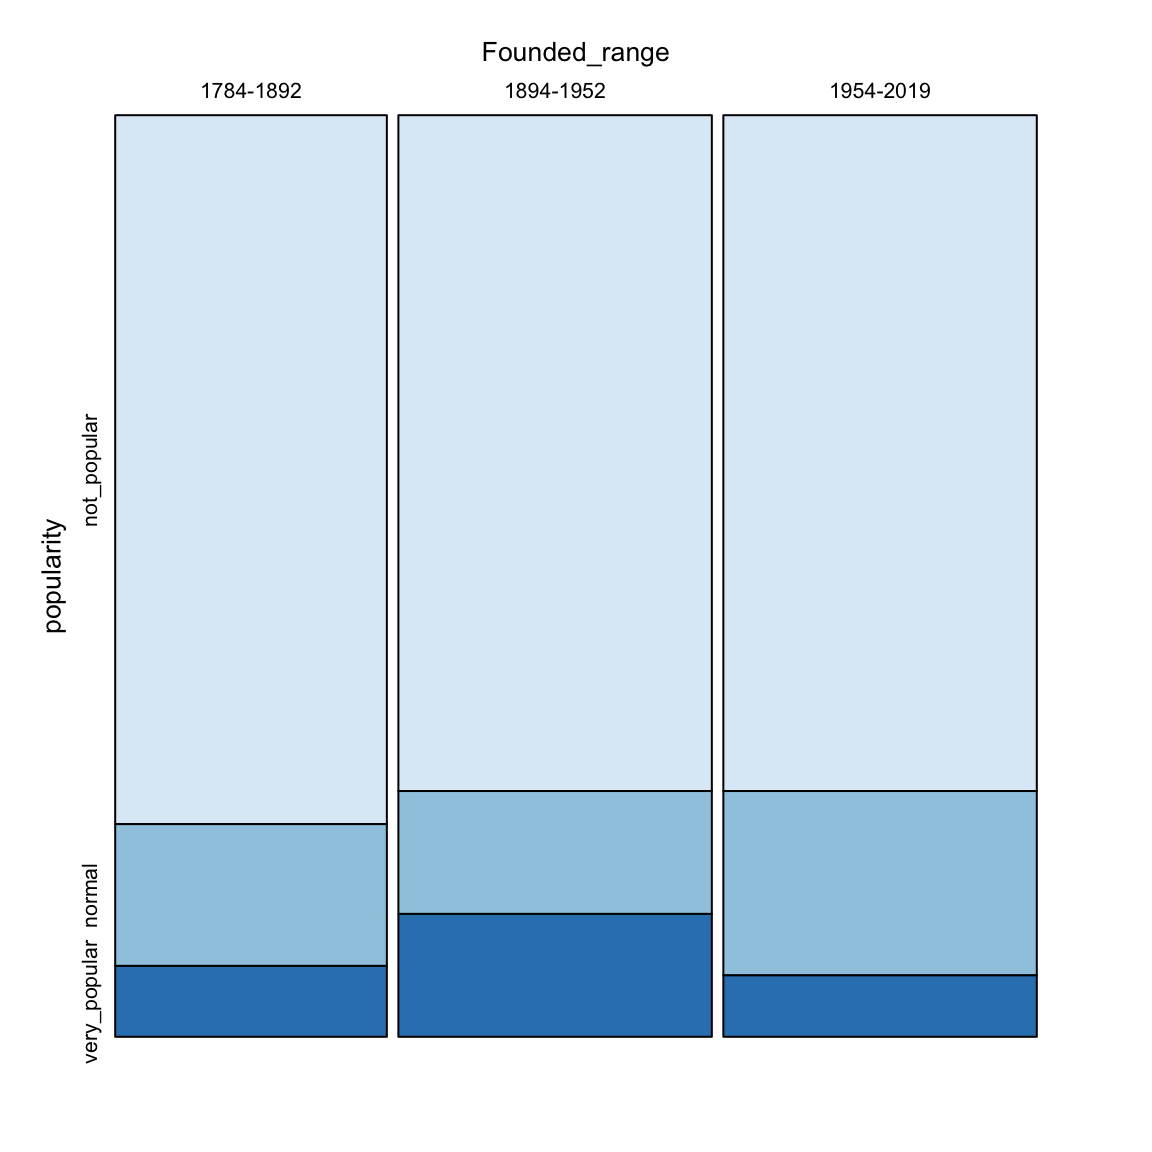 Founded_range
1784-1892 1894-1952 1954-2019
popularity
not_popular
normal
very_popular